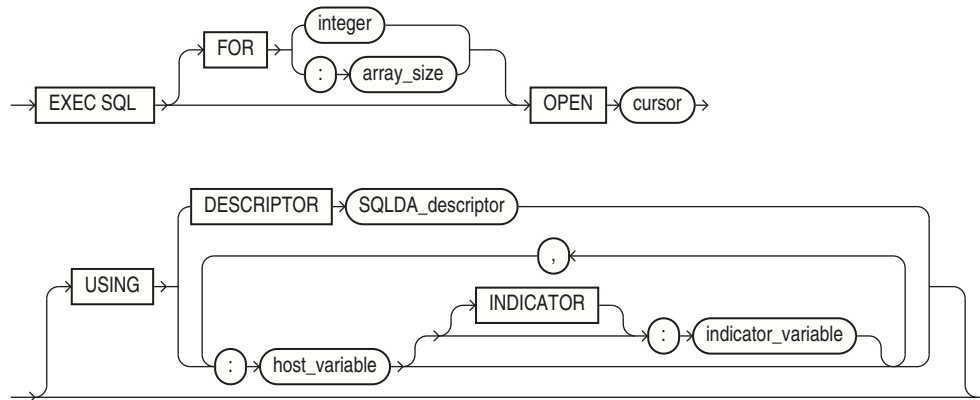 FOR integer
: array_size
EXEC SQL OPEN cursor
DESCRIPTOR SQLDA_descriptor
,
USING INDICATOR
: host_variable : indicator_variable